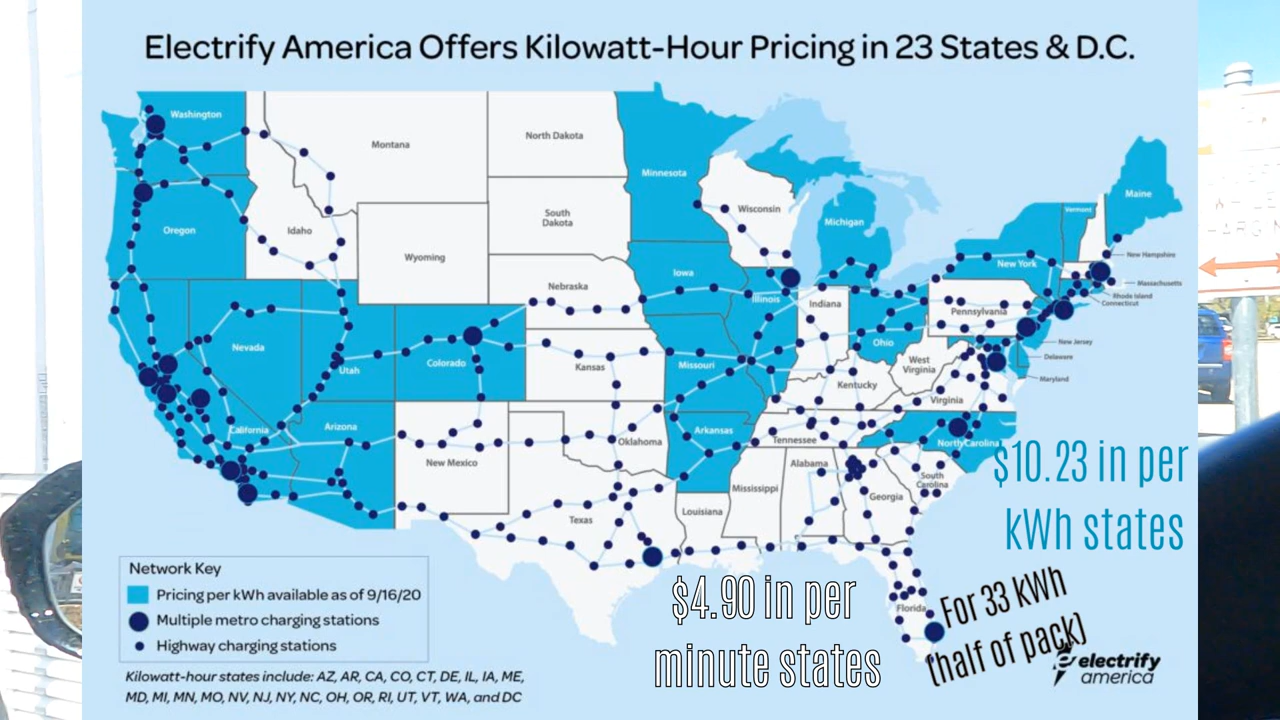 Electrify America Offers Kilowatt-Hour Pricing in 23 States & D.C.
Washington
Montana
North Dakota
Minnesota
Maine
Vermont
Oregon
Idaho
South
Dakota
Wisconsin
Michigan
New York
New Hampshire
Massachusetts
Rhode Island
Connecticut
Wyoming
Iowa
Nebraska
Illinois
Indiana
Pennsylvania
Ohio
New Jersey
Delaware
Maryland
Nevada
Utah
Colorado
Kansas
Missouri
West
Virginia
Kentucky
Virginia
California
Arizona
New Mexico
Oklahoma
Arkansas
Tennessee
North Carolina
South
Carolina
Mississippi
Alabama
Georgia
Texas
Louisiana
Florida
$10.23 in per
kWh states
$4.90 in per
minute states
For 33 kWh
(half of pack)
Network Key
Pricing per kWh available as of 9/16/20
Multiple metro charging stations
Highway charging stations
Kilowatt-hour states include: AZ, AR, CA, CO, CT, DE, IL, IA, ME,
MD, MI, MN, MO, NV, NJ, NY, NC, OH, OR, RI, UT, VT, WA, and DC
electrify
america